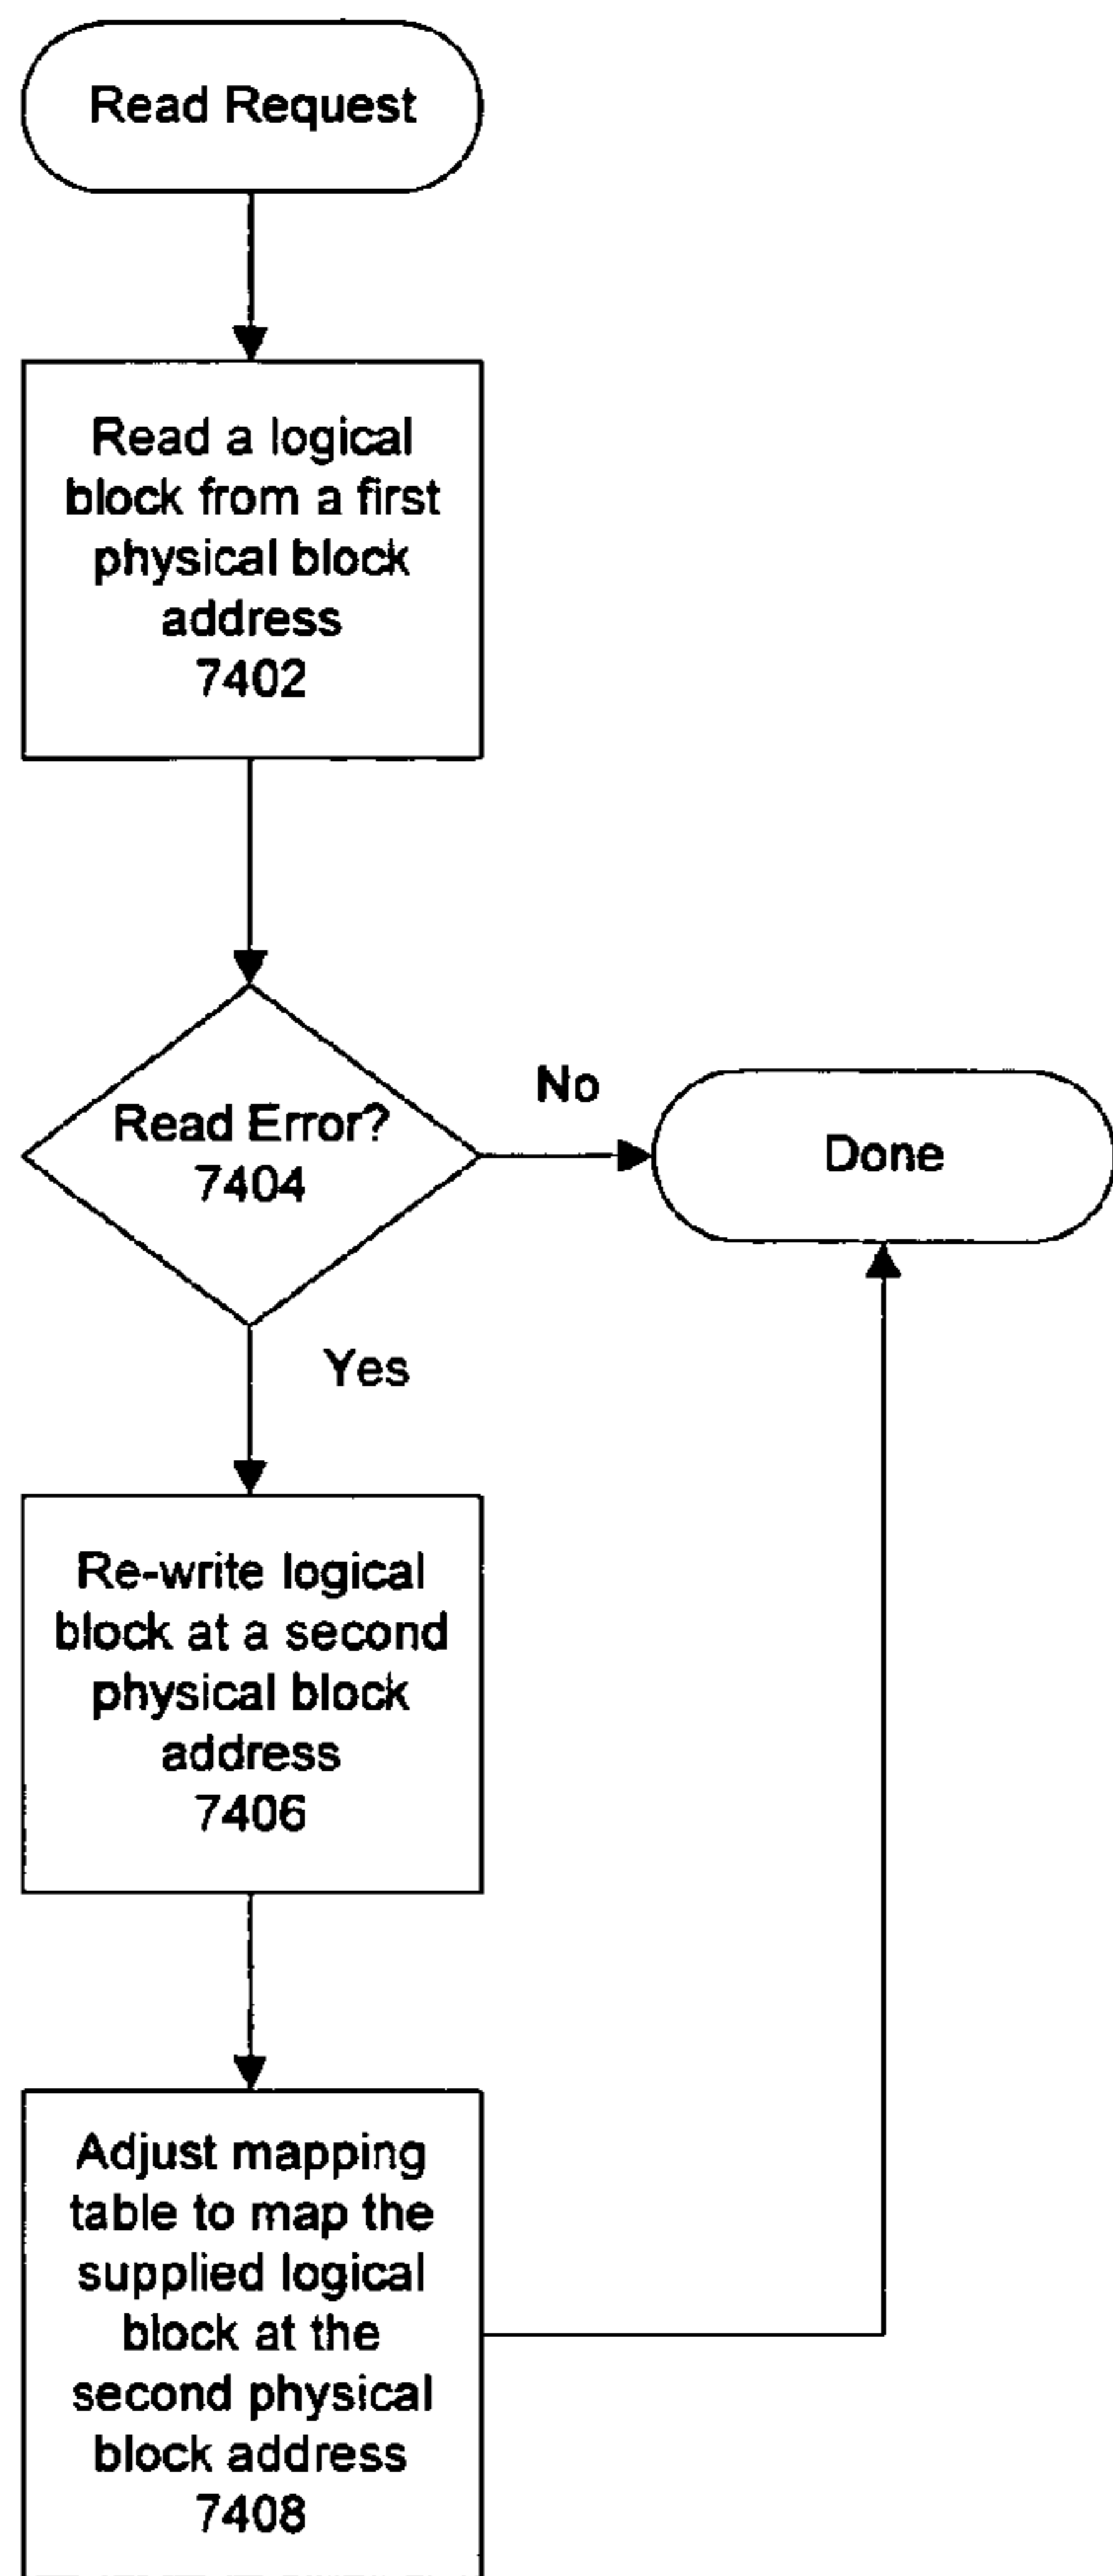 Read Request
Read a logical
block from a first
physical block
address
7402
Read Error?
7404
No
Done
Yes
Re-write logical
block at a second
physical block
address
7406
Adjust mapping
table to map the
supplied logical
block at the
second physical
block address
7408